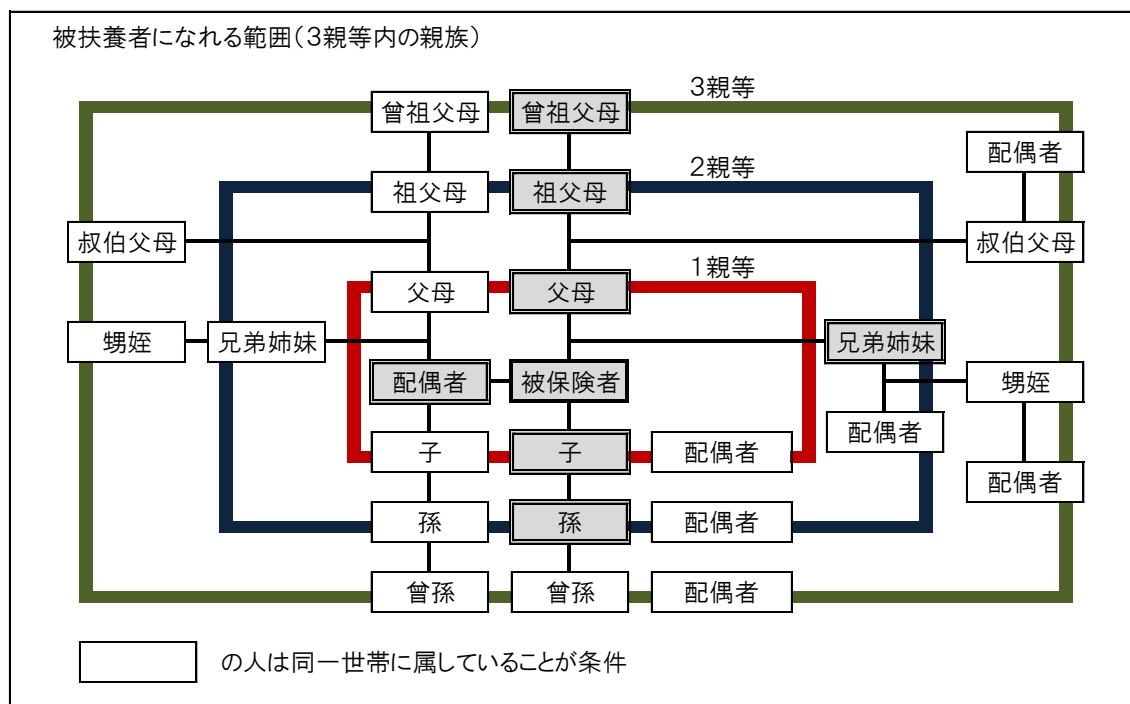 被扶養者になれる範囲(3親等内の親族)
3親等
曾祖父母
曾祖父母
配偶者
2親等
祖父母
祖父母
叔伯父母
叔伯父母
1親等
父母
父母
甥姪
兄弟姉妹
兄弟姉妹
配偶者
被保険者
甥姪
配偶者
子
子
配偶者
配偶者
孫
孫
配偶者
曾孫
曾孫
配偶者
の人は同一世帯に属していることが条件